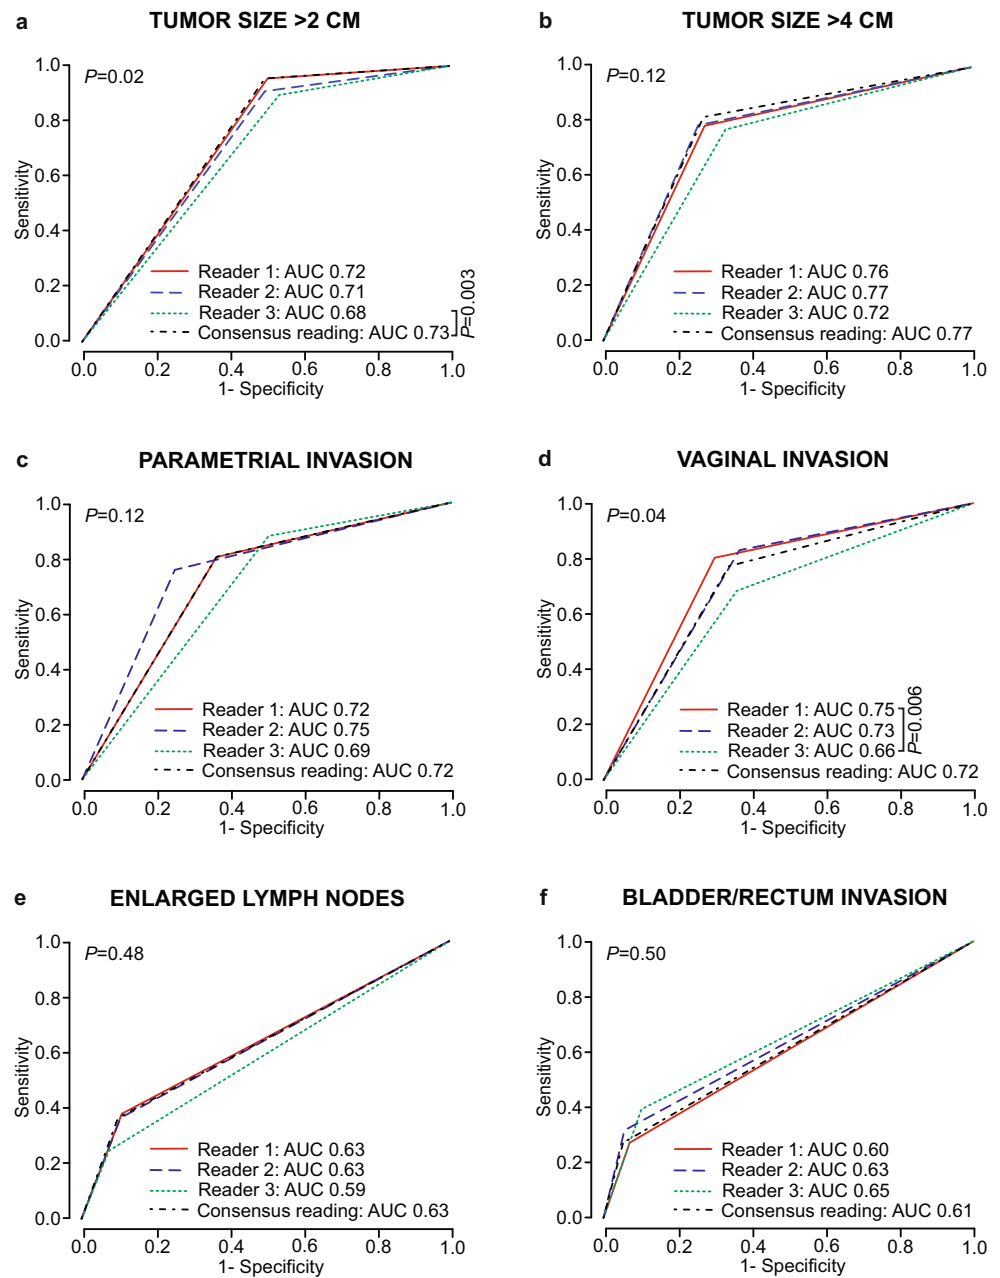 a TUMOR SIZE >2 CM
P=0.02
1.0
0.8
0.6
0.4
0.2
0.0
Sensitivity
Reader 1: AUC 0.72
Reader 2: AUC 0.71
Reader 3: AUC 0.68
Consensus reading: AUC 0.73
P=0.003
0.0 0.2 0.4 0.6 0.8 1.0
1- Specificity
b TUMOR SIZE >4 CM
P=0.12
1.0
0.8
0.6
0.4
0.2
0.0
Sensitivity
Reader 1: AUC 0.76
Reader 2: AUC 0.77
Reader 3: AUC 0.72
Consensus reading: AUC 0.77
0.0 0.2 0.4 0.6 0.8 1.0
1- Specificity
c PARAMETRIAL INVASION
P=0.12
1.0
0.8
0.6
0.4
0.2
0.0
Sensitivity
Reader 1: AUC 0.72
Reader 2: AUC 0.75
Reader 3: AUC 0.69
Consensus reading: AUC 0.72
0.0 0.2 0.4 0.6 0.8 1.0
1- Specificity
d VAGINAL INVASION
P=0.04
1.0
0.8
0.6
0.4
0.2
0.0
Sensitivity
Reader 1: AUC 0.75
Reader 2: AUC 0.73
Reader 3: AUC 0.66
Consensus reading: AUC 0.72
P=0.006
0.0 0.2 0.4 0.6 0.8 1.0
1- Specificity
e ENLARGED LYMPH NODES
P=0.48
1.0
0.8
0.6
0.4
0.2
0.0
Sensitivity
Reader 1: AUC 0.63
Reader 2: AUC 0.63
Reader 3: AUC 0.59
Consensus reading: AUC 0.63
0.0 0.2 0.4 0.6 0.8 1.0
1- Specificity
f BLADDER/RECTUM INVASION
P=0.50
1.0
0.8
0.6
0.4
0.2
0.0
Sensitivity
Reader 1: AUC 0.60
Reader 2: AUC 0.63
Reader 3: AUC 0.65
Consensus reading: AUC 0.61
0.0 0.2 0.4 0.6 0.8 1.0
1- Specificity